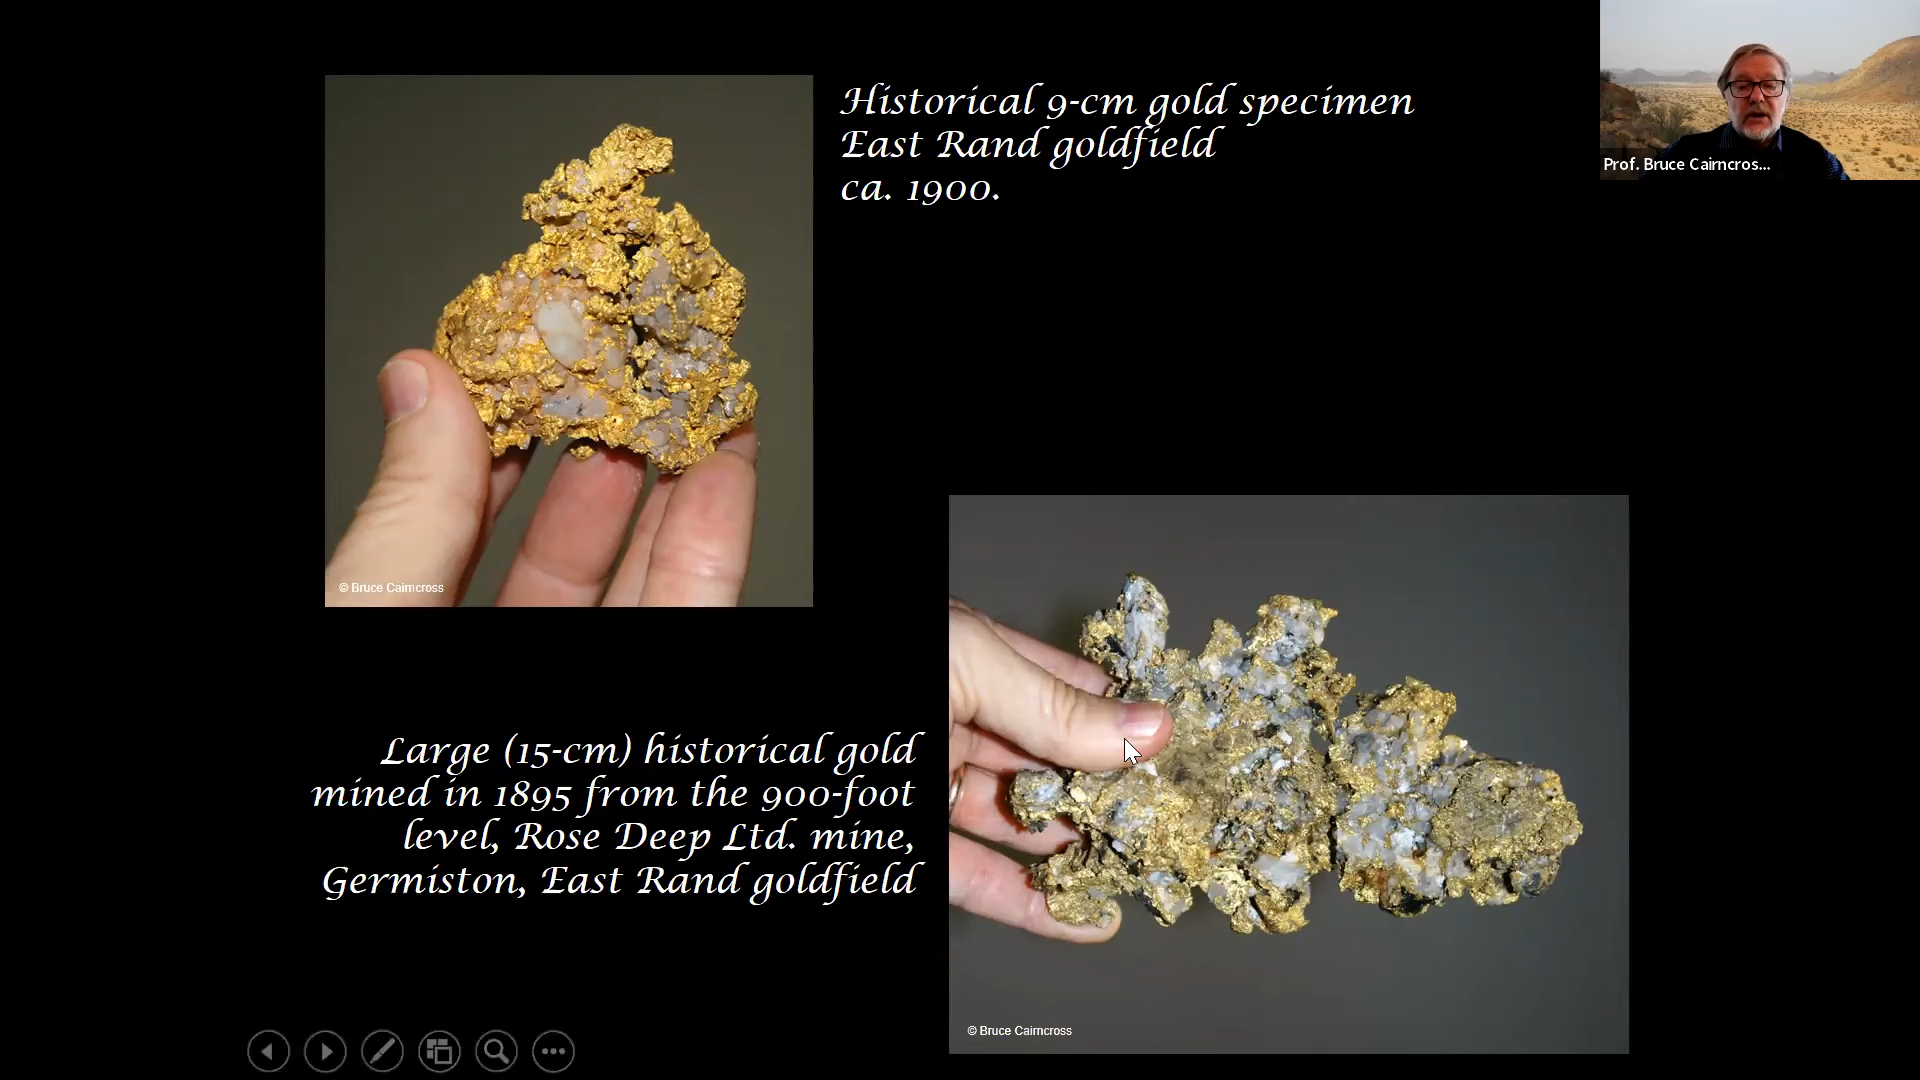 Historical 9-cm gold specimen
East Rand goldfield
ca. 1900.
Prof. Bruce Cairncros...
© Bruce Cairncross
Large (15-cm) historical gold
mined in 1895 from the 900-foot
level, Rose Deep Ltd. mine,
Germiston, East Rand goldfield
© Bruce Cairncross